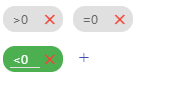 >0 ×  =0 ×
<0 ×  +